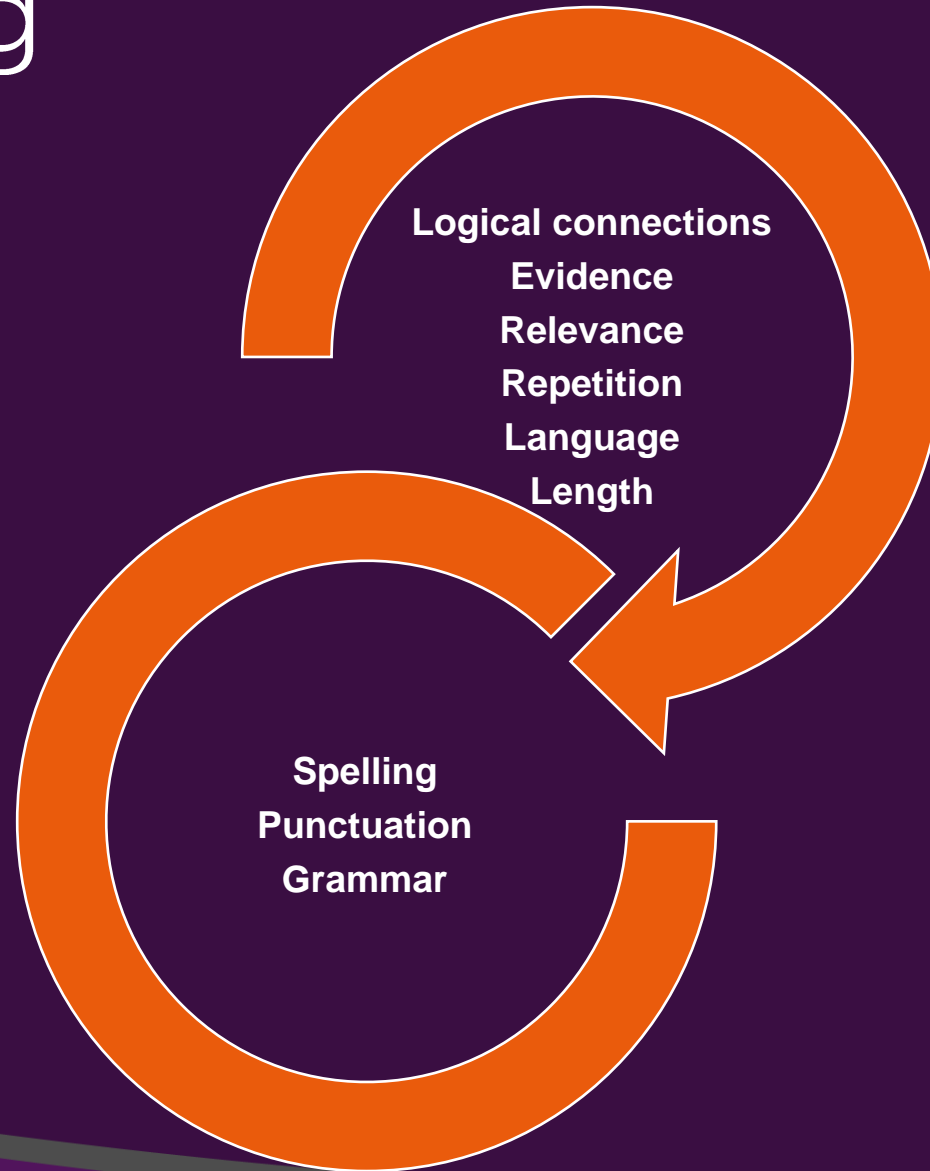 g
Logical connections
Evidence
Relevance
Repetition
Language
Length
Spelling
Punctuation
Grammar